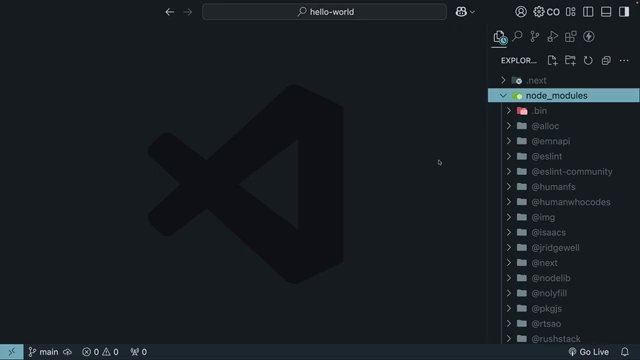 hello-world
CO
EXPLOR...
.next
node_modules
.bin
@alloc
@emnapi
@eslint
@eslint-community
@humanfs
@humanwhocodes
@img
@isaacs
@jridgewell
@next
@nodelib
@nolyfill
@pkgjs
@rtsao
@rushstack
main
0
0
0
Go Live